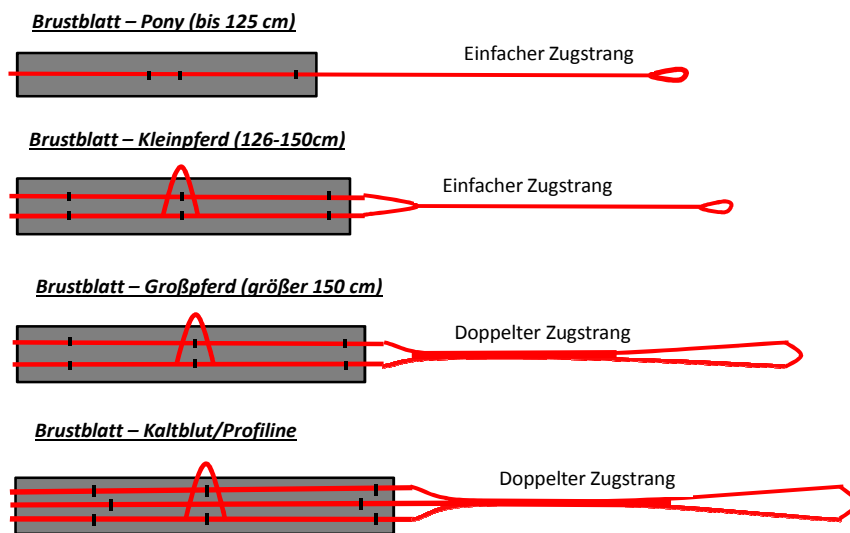 Brustblatt – Pony (bis 125 cm)
Einfacher Zugstrang
Brustblatt – Kleinpferd (126-150cm)
Einfacher Zugstrang
Brustblatt – Großpferd (größer 150 cm)
Doppelter Zugstrang
Brustblatt – Kaltblut/Profiline
Doppelter Zugstrang